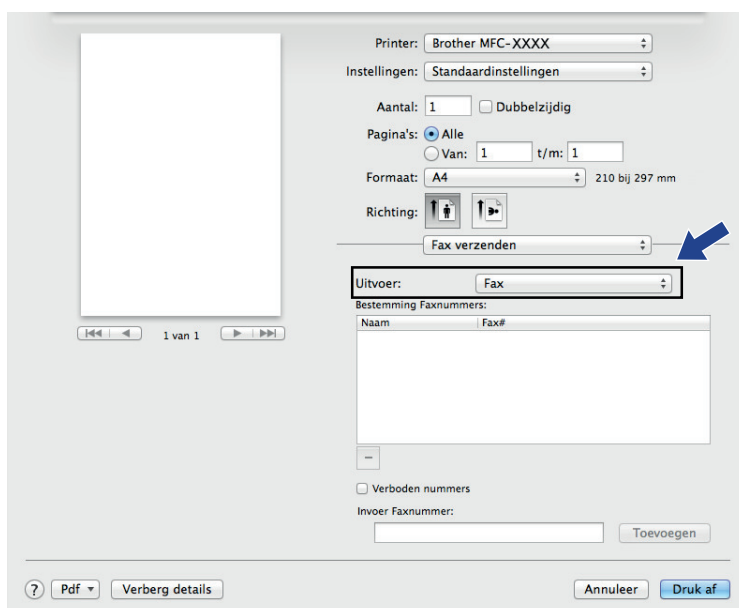 Printer: Brother MFC-XXXX
Instellingen: Standaardinstellingen
Aantal: 1 Dubbelzijdig
Pagina's: Alle
Van: 1 t/m: 1
Formaat: A4 210 bij 297 mm
Richting:
Fax verzenden
Uitvoer: Fax
Bestemming Faxnummers:
Naam Fax#
1 van 1
–
Verboden nummers
Invoer Faxnummer:
Toevoegen
? Pdf Verberg details Annuleer Druk af